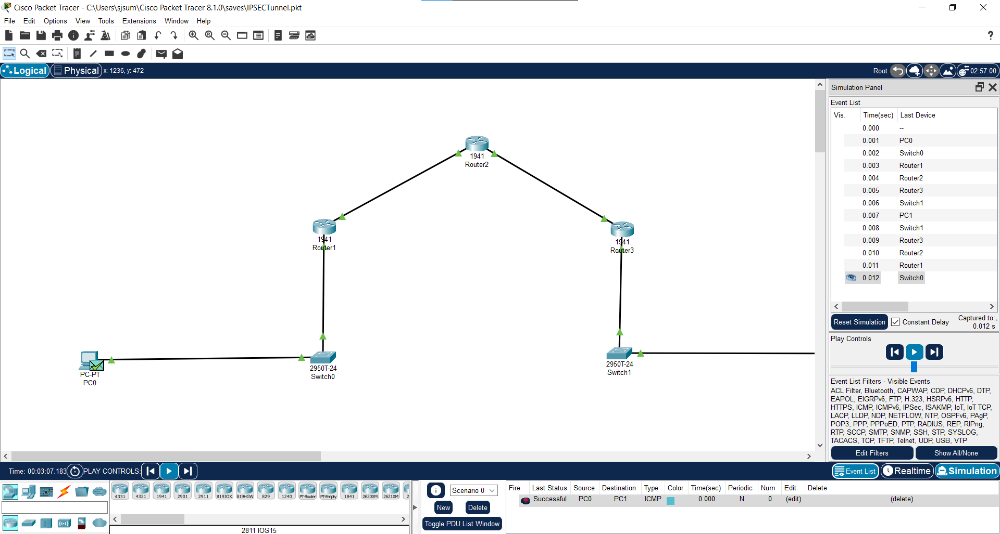 Cisco Packet Tracer - C:\Users\sjsum\Cisco Packet Tracer 8.1.0\saves\IPSECTunnel.pkt
File Edit Options View Tools Extensions Window Help
?
Logical Physical x: 1236, y: 472 Root 02:57:00
Simulation Panel
Event List
Vis. Time(sec) Last Device
0.000 --
0.001 PC0
0.002 Switch0
0.003 Router1
0.004 Router2
0.005 Router3
0.006 Switch1
0.007 PC1
0.008 Switch1
0.009 Router3
0.010 Router2
0.011 Router1
0.012 Switch0
1941
Router2
1941
Router1
1941
Router3
PC-PT
PC0
2950T-24
Switch0
2950T-24
Switch1
Reset Simulation Constant Delay Captured to:
0.012 s
Play Controls
Event List Filters - Visible Events
ACL Filter, Bluetooth, CAPWAP, CDP, DHCPv6, DTP,
EAPOL, EIGRPv6, FTP, H.323, HSRPv6, HTTP,
HTTPS, ICMP, ICMPv6, IPSec, ISAKMP, IoT, IoT TCP,
LACP, LLDP, NDP, NETFLOW, NTP, OSPFv6, PAgP,
POP3, PPP, PPPoED, PTP, RADIUS, REP, RIPng,
RTP, SCCP, SMTP, SNMP, SSH, STP, SYSLOG,
TACACS, TCP, TFTP, Telnet, UDP, USB, VTP
Edit Filters Show All/None
Time: 00:03:07.183 PLAY CONTROLS:
Event List Realtime Simulation
4331 4321 1941 2901 2911 819IOX 819HGW 829 1240 PT-Router PT-Empty 1841 2620XM 2621XM 2
2811 IOS15
Scenario 0
New Delete
Toggle PDU List Window
Fire Last Status Source Destination Type Color Time(sec) Periodic Num Edit Delete
Successful PC0 PC1 ICMP 0.000 N 0 (edit) (delete)